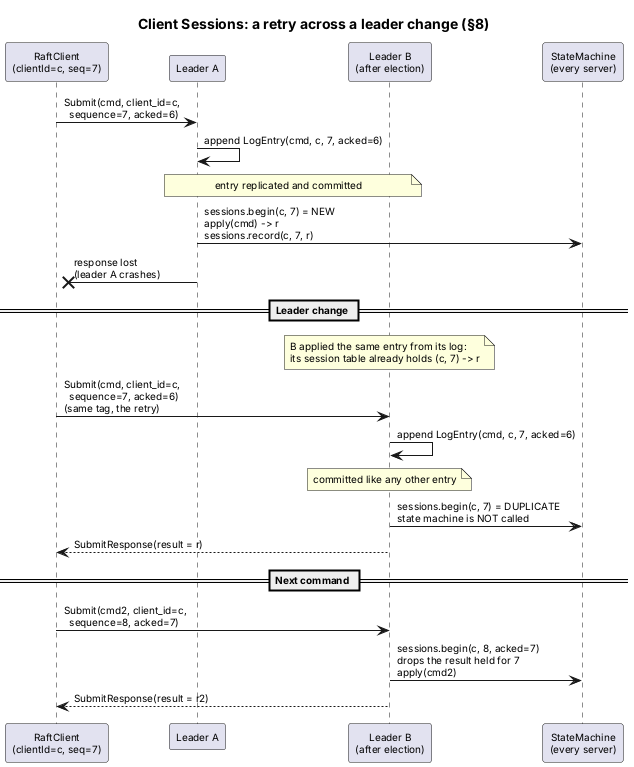 Client Sessions: a retry across a leader change (§8)
RaftClient
(clientId=c, seq=7)
Leader A
Leader B
(after election)
StateMachine
(every server)
Submit(cmd, client_id=c,
sequence=7, acked=6)
append LogEntry(cmd, c, 7, acked=6)
entry replicated and committed
sessions.begin(c, 7) = NEW
apply(cmd) -> r
sessions.record(c, 7, r)
response lost
(leader A crashes)
Leader change
B applied the same entry from its log:
its session table already holds (c, 7) -> r
Submit(cmd, client_id=c,
sequence=7, acked=6)
(same tag, the retry)
append LogEntry(cmd, c, 7, acked=6)
committed like any other entry
sessions.begin(c, 7) = DUPLICATE
state machine is NOT called
SubmitResponse(result = r)
Next command
Submit(cmd2, client_id=c,
sequence=8, acked=7)
sessions.begin(c, 8, acked=7)
drops the result held for 7
apply(cmd2)
SubmitResponse(result = r2)
RaftClient
(clientId=c, seq=7)
Leader A
Leader B
(after election)
StateMachine
(every server)